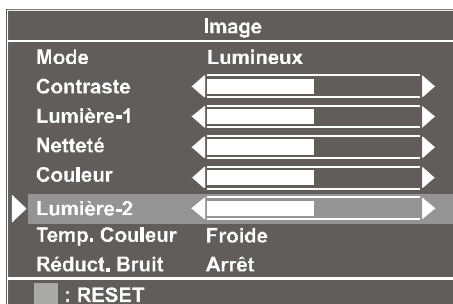 Image
Mode Lumineux
Contraste
Lumière-1
Netteté
Couleur
Lumière-2
Temp. Couleur Froide
Réduct. Bruit Arrêt
: RESET